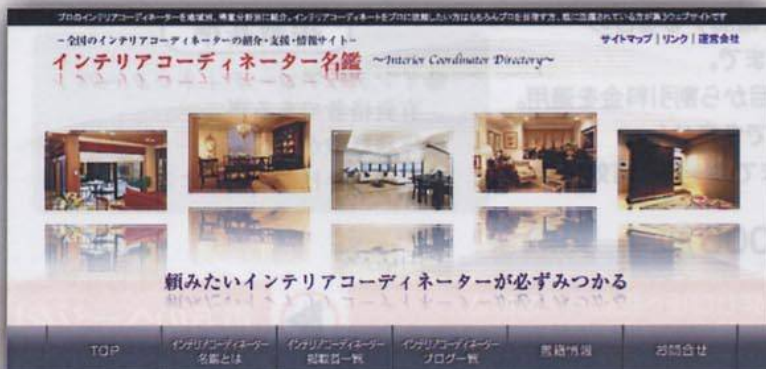 プロのインテリアコーディネーターを地域別、得意分野別に紹介。インテリアコーディネートをプロに依頼したい方はもちろんプロを目指す方、既に活躍されている方が集うウェブサイトです
サイトマップ | リンク | 運営会社
－全国のインテリアコーディネーターの紹介・支援・情報サイト－
インテリアコーディネーター名鑑 ～Interior Coordinator Directory～
頼みたいインテリアコーディネーターが必ずみつかる
TOP
インテリアコーディネーター
名鑑とは
インテリアコーディネーター
掲載者一覧
インテリアコーディネーター
ブログ一覧
書籍情報
お問合せ